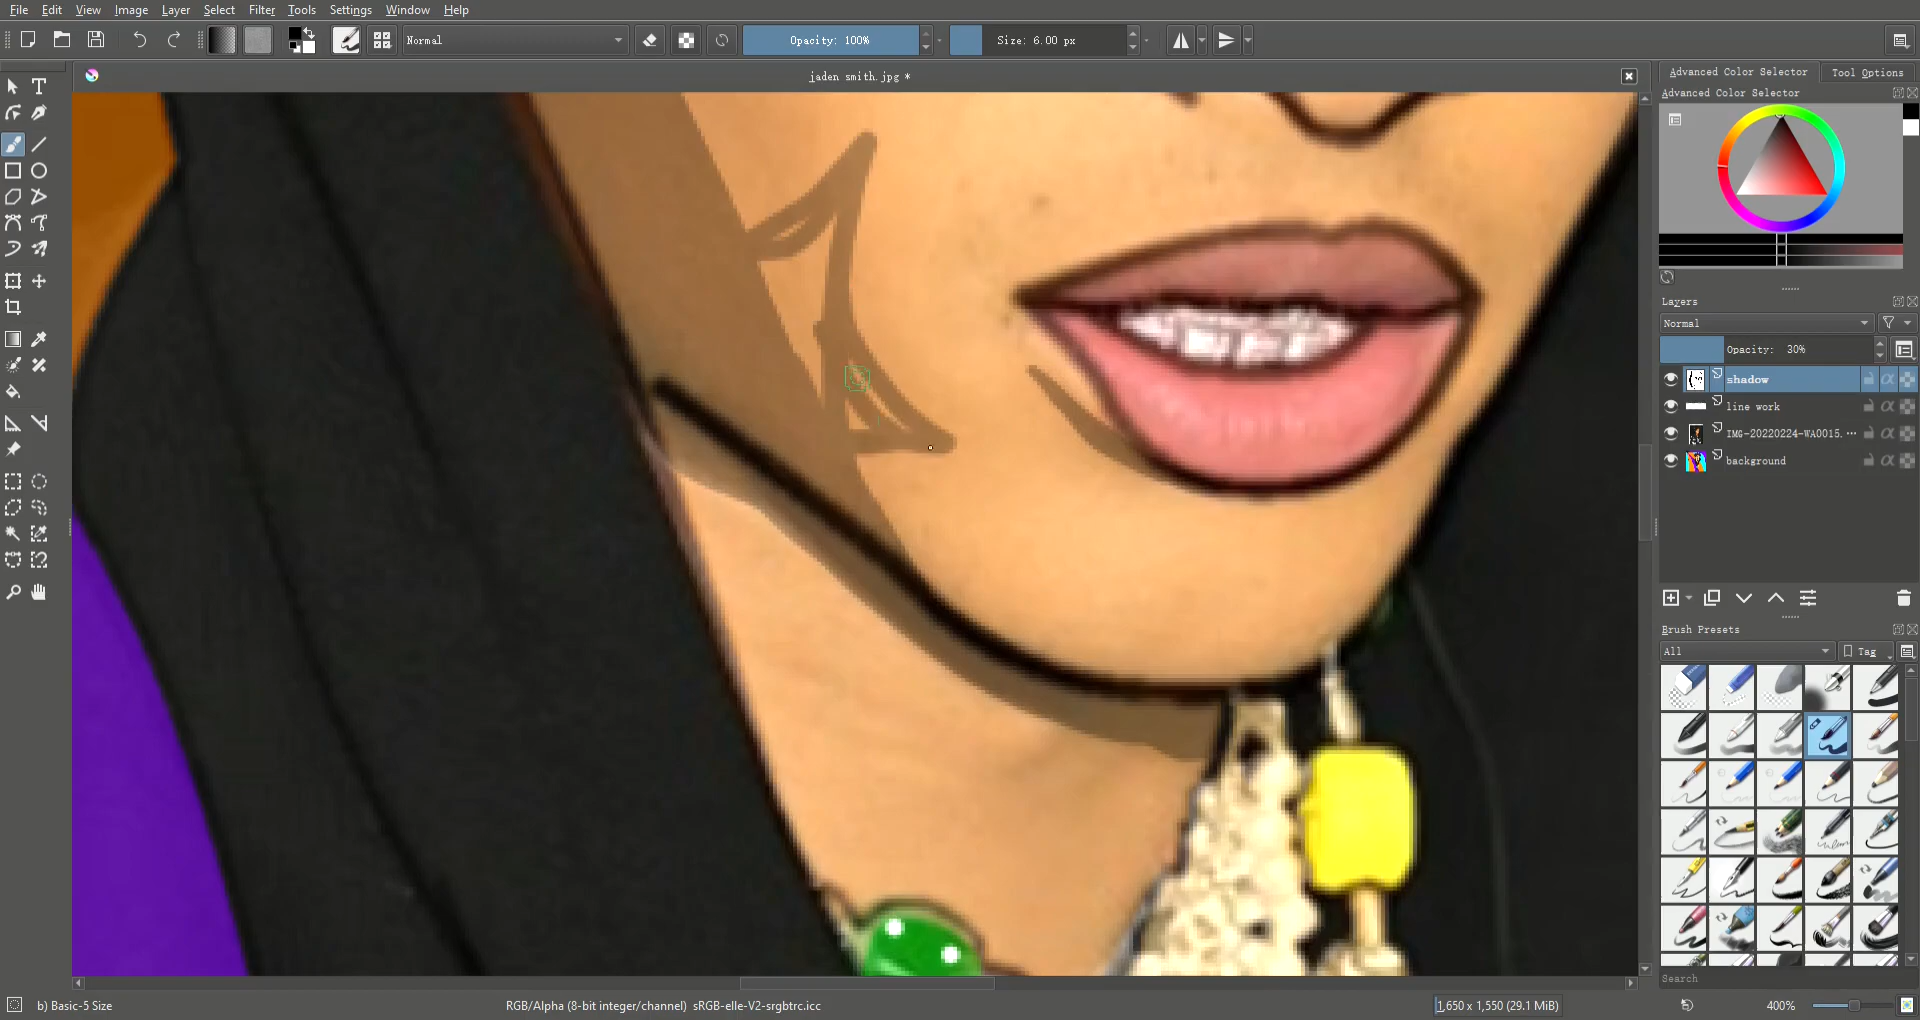 File Edit View Image Layer Select Filter Tools Settings Window Help
Normal
Opacity: 100%
Size: 6.00 px
jaden smith.jpg *
Advanced Color Selector
Tool Options
Advanced Color Selector
Layers
Normal
Opacity: 30%
shadow
line work
IMG-20220224-WA0015. ...
background
Brush Presets
All
Tag
Search
b) Basic-5 Size
RGB/Alpha (8-bit integer/channel) sRGB-elle-V2-srgbtrc.icc
1,650 x 1,550 (29.1 MiB)
400%